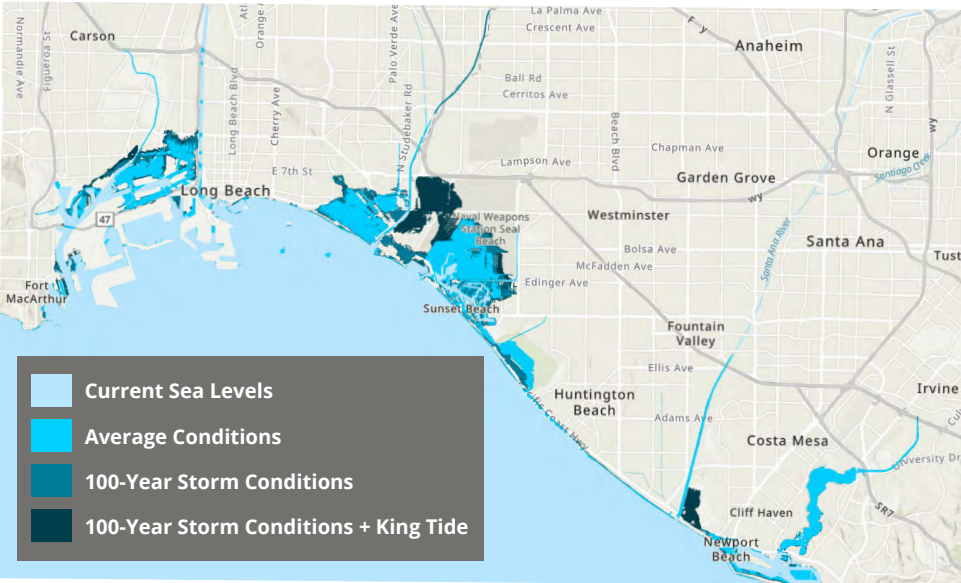 La Palma Ave
Crescent Ave
Carson
Normandie Ave
Figueroa St
Orange
Palo Verde Ave
Anaheim
N Glassell St
Ball Rd
Cerritos Ave
Long Beach Blvd
Cherry Ave
N Studebaker Rd
Beach Blvd
Chapman Ave
Lampson Ave
Orange
wy
E 7th St
Garden Grove
Santiago Creek
Long Beach
wy
47
Naval Weapons
Station Seal
Beach
Westminster
Santa Ana River
Santa Ana
Bolsa Ave
McFadden Ave
Tust
Edinger Ave
Fort
MacArthur
Sunset Beach
Fountain
Valley
Ellis Ave
Irvine
Huntington
Beach
Pacific Coast Hwy
Adams Ave
Costa Mesa
University Dr
SR7
Cliff Haven
Newport
Beach
Current Sea Levels
Average Conditions
100-Year Storm Conditions
100-Year Storm Conditions + King Tide